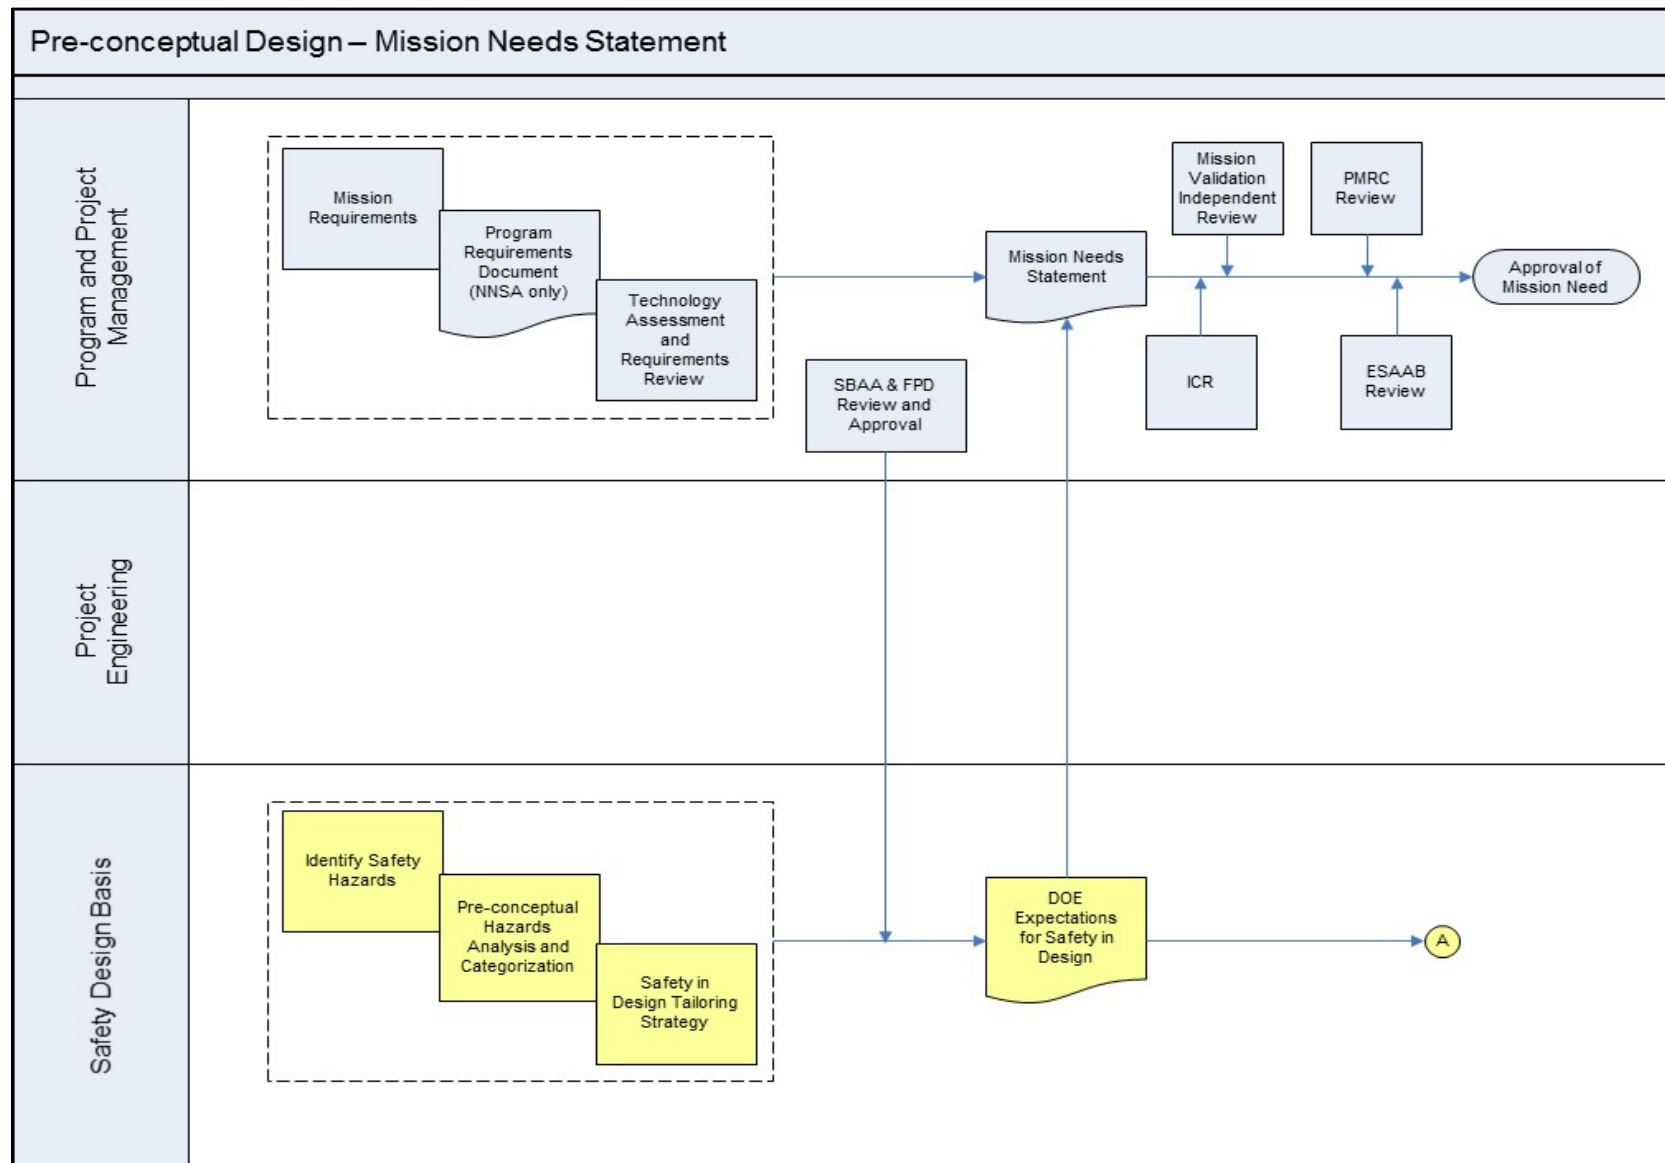 Pre-conceptual Design – Mission Needs Statement
Program and Project
Management
Mission
Requirements
Program
Requirements
Document
(NNSA only)
Technology
Assessment
and
Requirements
Review
SBAA & FPD
Review and
Approval
Mission Needs
Statement
Mission
Validation
Independent
Review
PMRC
Review
ICR
ESAAB
Review
Approval of
Mission Need
Project
Engineering
Safety Design Basis
Identify Safety
Hazards
Pre-conceptual
Hazards
Analysis and
Categorization
Safety in
Design Tailoring
Strategy
DOE
Expectations
for Safety in
Design
A